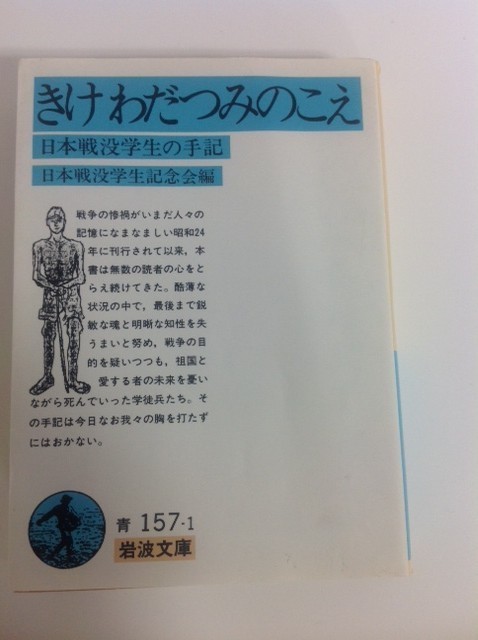 きけわだつみのこえ
日本戦没学生の手記
日本戦没学生記念会編
戦争の惨禍がいまだ人々の
記憶になまなましい昭和24
年に刊行されて以来，本
書は無数の読者の心をと
らえ続けてきた。酷薄な
状況の中で，最後まで鋭
敏な魂と明晰な知性を失
うまいと努め，戦争の目
的を疑いつつも，祖国と
愛する者の未来を憂い
ながら死んでいった学徒兵たち。そ
の手記は今日なお我々の胸を打たず
にはおかない。
青 157-1
岩波文庫